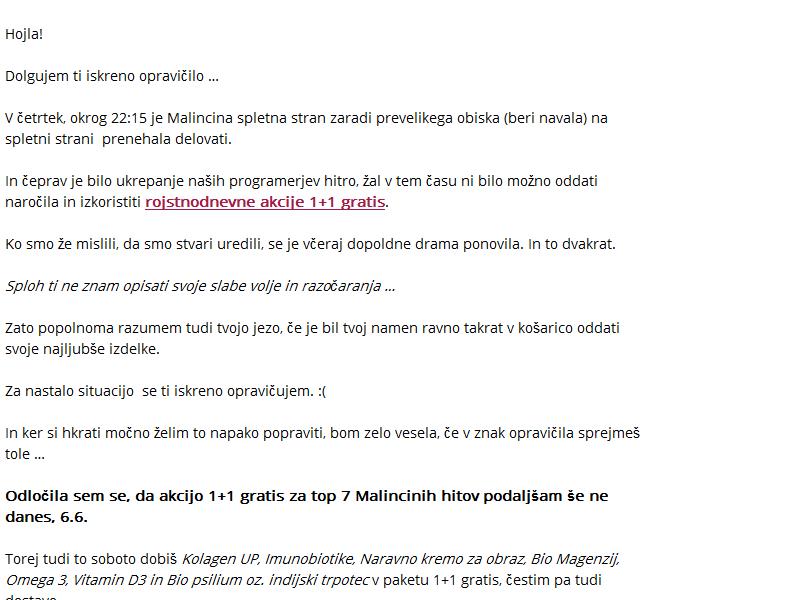 Hojla!
Dolgujem ti iskreno opravičilo ...
V četrtek, okrog 22:15 je Malincina spletna stran zaradi prevelikega obiska (beri navala) na
spletni strani  prenehala delovati.
In čeprav je bilo ukrepanje naših programerjev hitro, žal v tem času ni bilo možno oddati
naročila in izkoristiti rojstnodnevne akcije 1+1 gratis.
Ko smo že mislili, da smo stvari uredili, se je včeraj dopoldne drama ponovila. In to dvakrat.
Sploh ti ne znam opisati svoje slabe volje in razočaranja ...
Zato popolnoma razumem tudi tvojo jezo, če je bil tvoj namen ravno takrat v košarico oddati
svoje najljubše izdelke.
Za nastalo situacijo  se ti iskreno opravičujem. :(
In ker si hkrati močno želim to napako popraviti, bom zelo vesela, če v znak opravičila sprejmeš
tole ...
Odločila sem se, da akcijo 1+1 gratis za top 7 Malincinih hitov podaljšam še ne
danes, 6.6.
Torej tudi to soboto dobiš Kolagen UP, Imunobiotike, Naravno kremo za obraz, Bio Magenzij,
Omega 3, Vitamin D3 in Bio psilium oz. indijski trpotec v paketu 1+1 gratis, čestim pa tudi